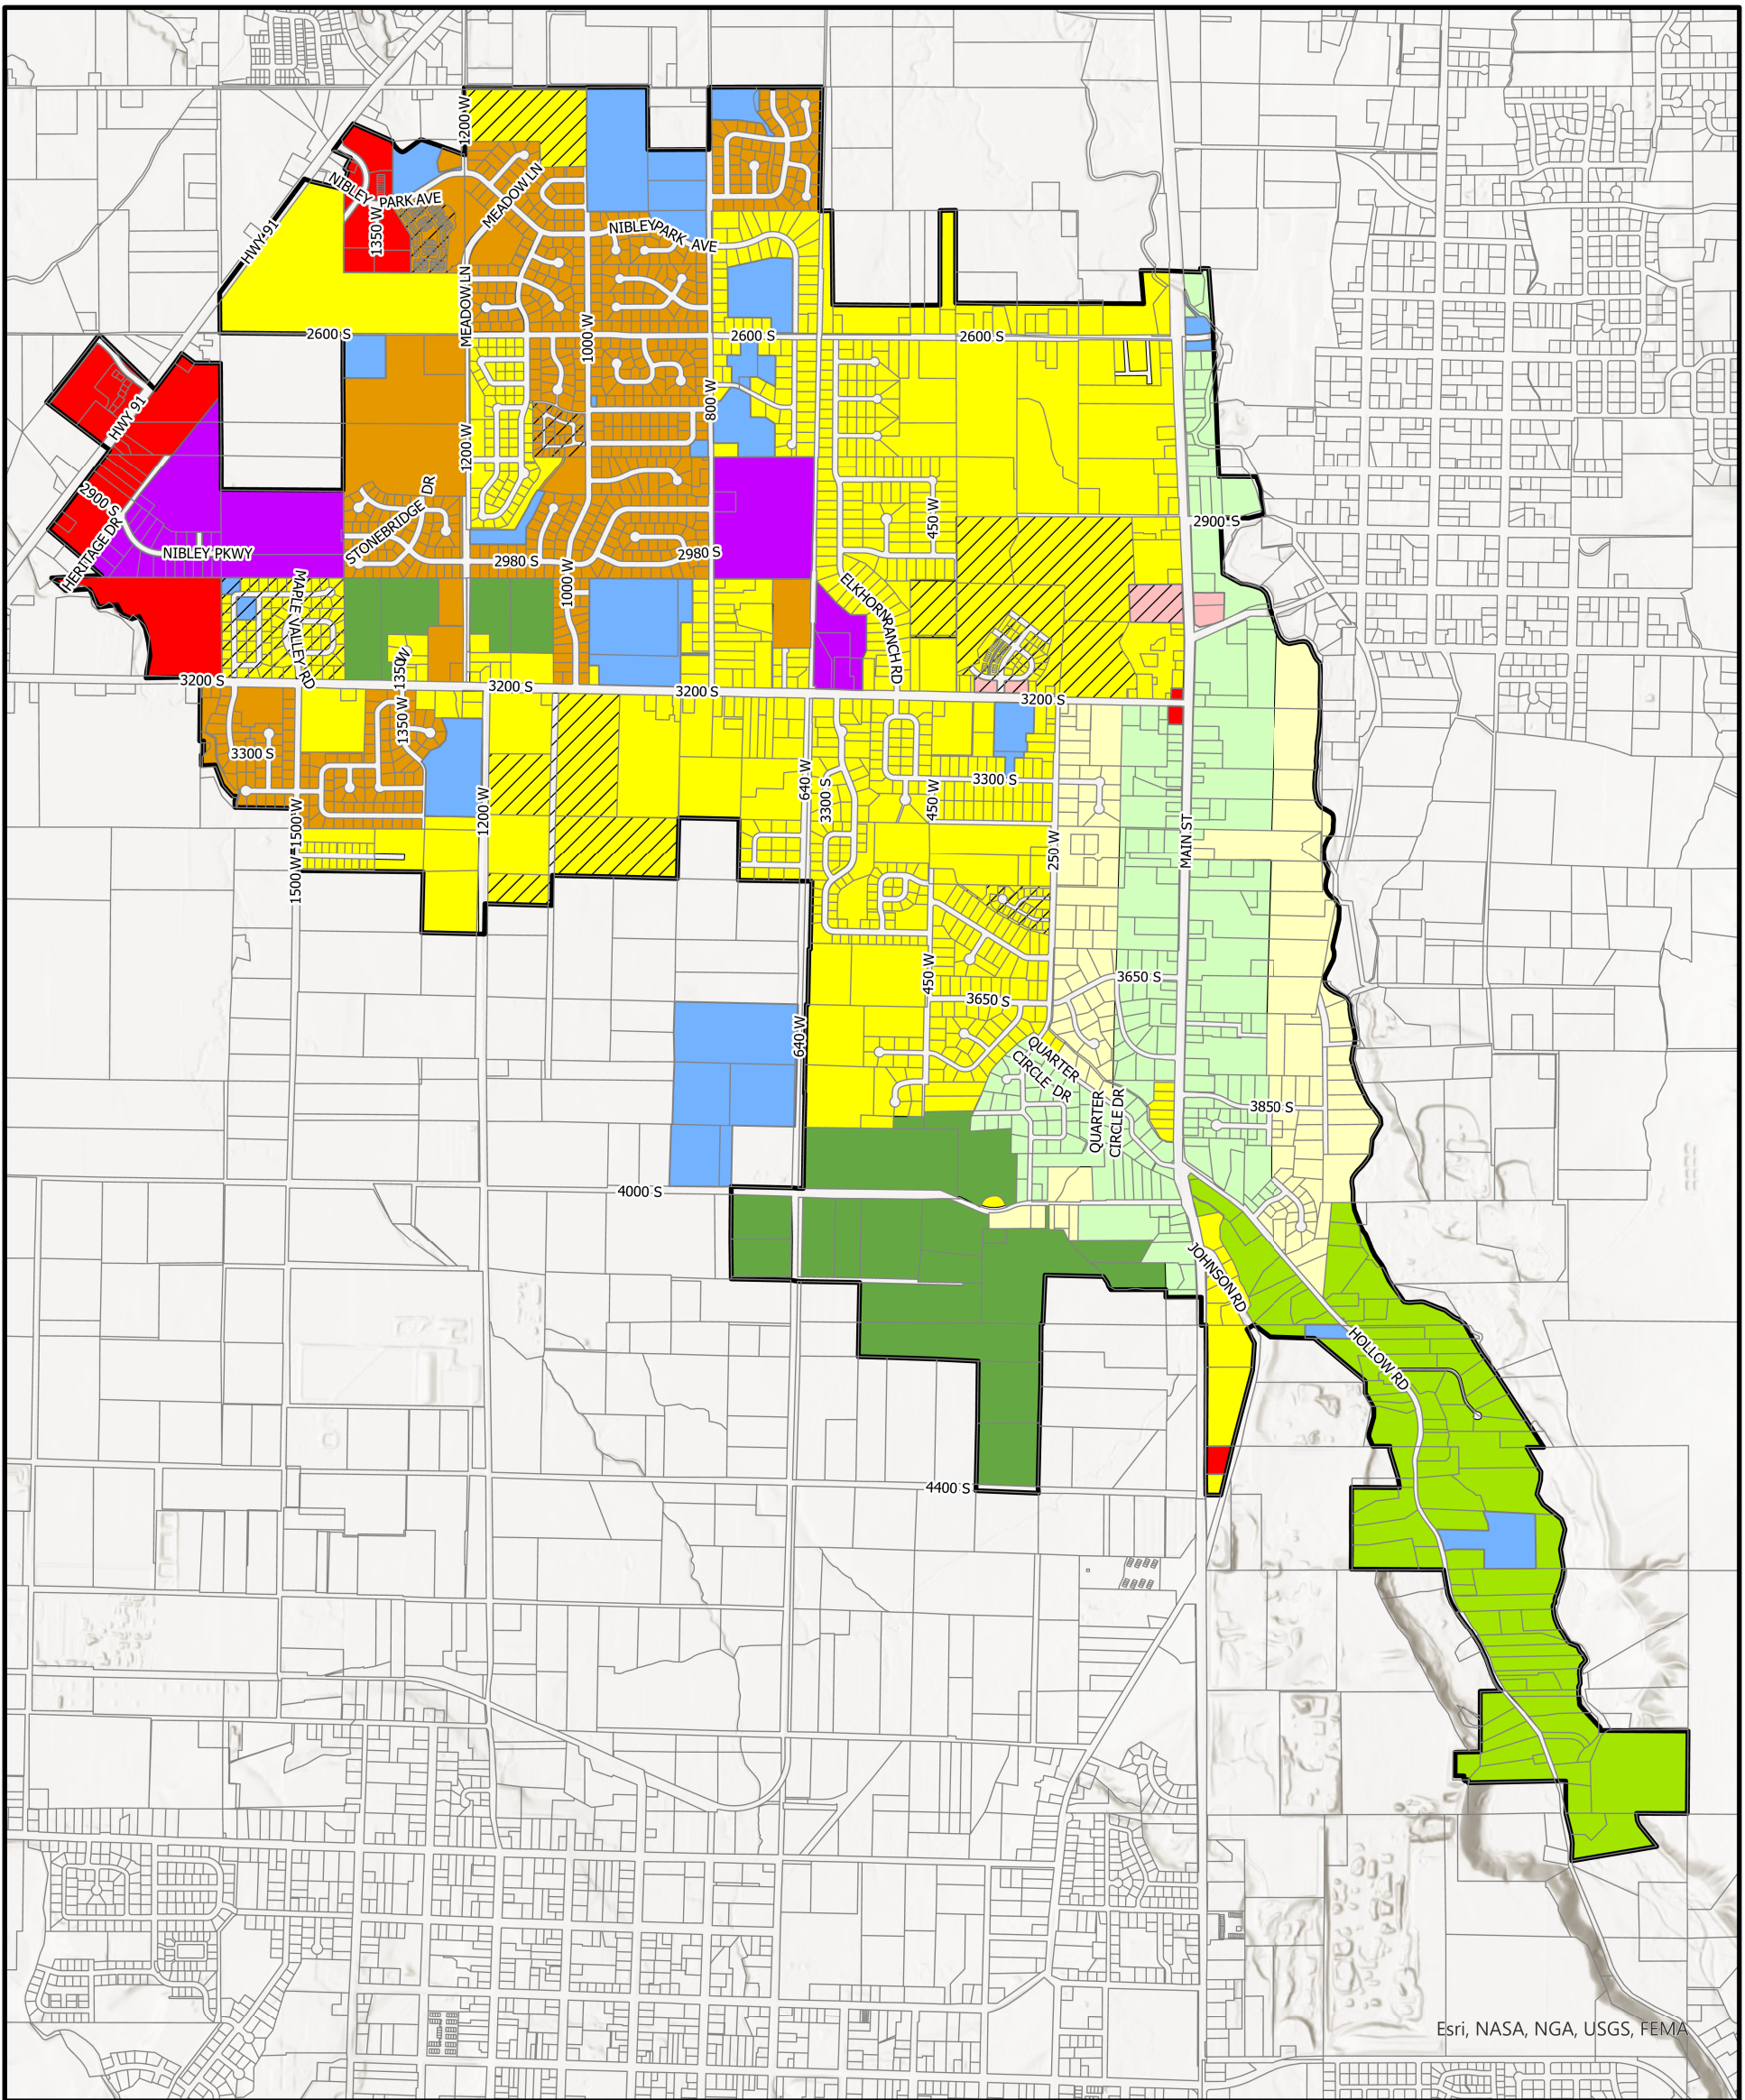 1200 W
MEADOW LN
NIBLEY PARK AVE
1350 W
HWY 91
NIBLEY PARK AVE
MEADOW LN
2600 S
1000 W
2600 S
2600 S
HWY 91
800 W
1200 W
2900 S
STONEBRIDGE DR
450 W
2900 S
HERITAGE DR
NIBLEY PKWY
2980 S
2980 S
MAPLE VALLEY RD
1000 W
ELKHORN RANCH RD
1350 W
3200 S
3200 S
3200 S
3200 S
1350 W
3300 S
640 W
3300 S
450 W
3300 S
1500 W
1200 W
250 W
MAIN ST
1500 W
450 W
3650 S
3650 S
640 W
QUARTER
CIRCLE DR
QUARTER
CIRCLE DR
3850 S
4000 S
JOHNSON RD
HOLLOW RD
4400 S
Esri, NASA, NGA, USGS, FEMA